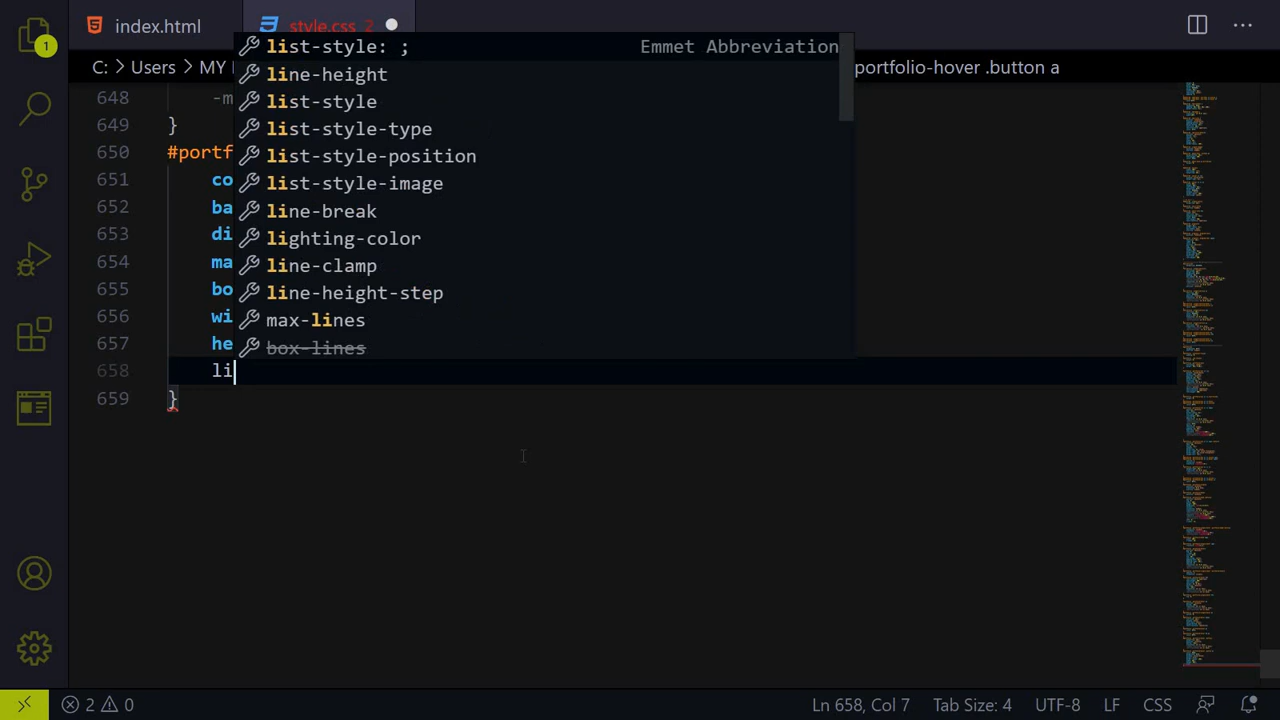 index.html
style.css 2
C: > Users > MY
portfolio-hover .button a
1
list-style: ; Emmet Abbreviation
line-height
list-style
list-style-type
list-style-position
list-style-image
line-break
lighting-color
line-clamp
line-height-step
max-lines
box-lines
648 -m
649 }
650 #portf
651 co
652 ba
653 di
654 ma
655 bo
656 wi
657 he
658 li
659 }
2 0
Ln 658, Col 7
Tab Size: 4
UTF-8
LF
CSS